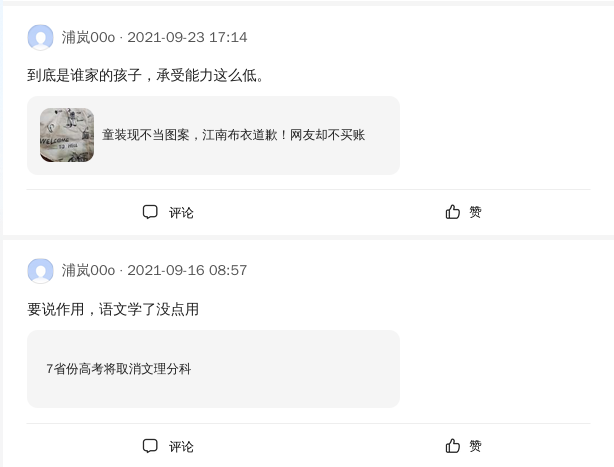 浦岚00o · 2021-09-23 17:14
到底是谁家的孩子，承受能力这么低。
WELCOME
TO HELL
童装现不当图案，江南布衣道歉！网友却不买账
评论 赞
浦岚00o · 2021-09-16 08:57
要说作用，语文学了没点用
7省份高考将取消文理分科
评论 赞